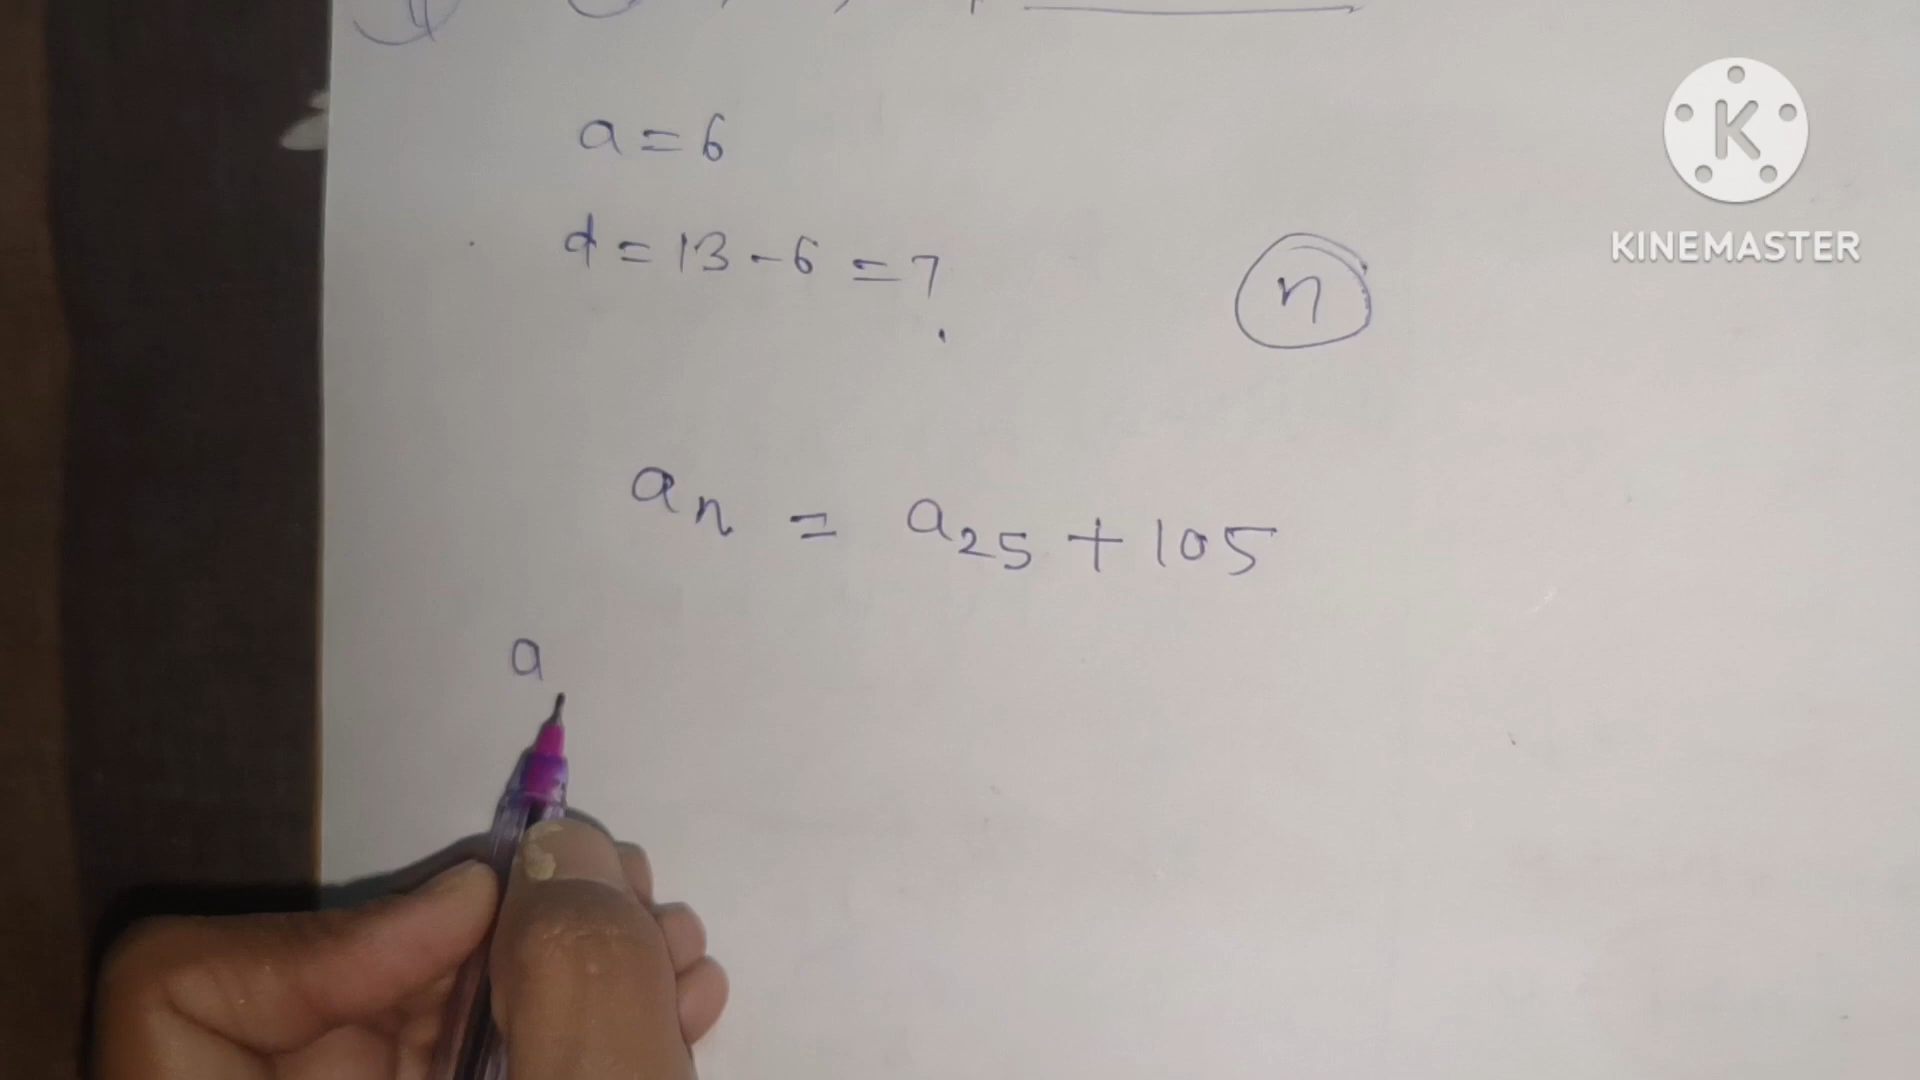 a = 6
d = 13 - 6 = 7
n
K
KINEMASTER
aₙ = a₂₅ + 105
a